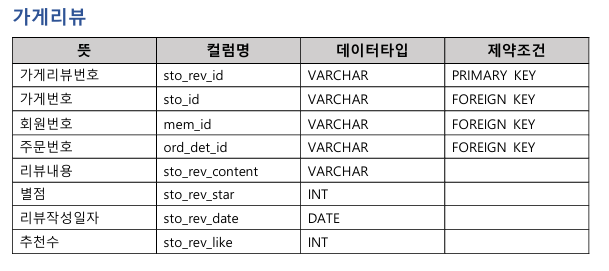 가게리뷰
뜻 컬럼명 데이터타입 제약조건
가게리뷰번호 sto_rev_id VARCHAR PRIMARY KEY
가게번호 sto_id VARCHAR FOREIGN KEY
회원번호 mem_id VARCHAR FOREIGN KEY
주문번호 ord_det_id VARCHAR FOREIGN KEY
리뷰내용 sto_rev_content VARCHAR
별점 sto_rev_star INT
리뷰작성일자 sto_rev_date DATE
추천수 sto_rev_like INT